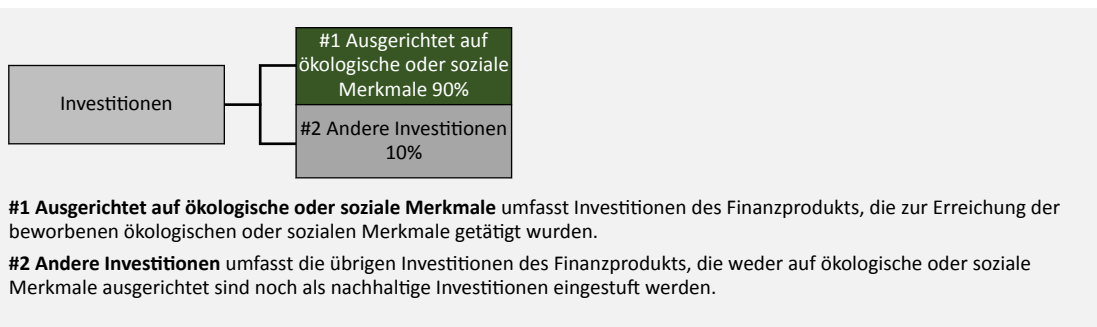 #1 Ausgerichtet auf
ökologische oder soziale
Merkmale 90%
Investitionen
#2 Andere Investitionen
10%
#1 Ausgerichtet auf ökologische oder soziale Merkmale umfasst Investitionen des Finanzprodukts, die zur Erreichung der
beworbenen ökologischen oder sozialen Merkmale getätigt wurden.
#2 Andere Investitionen umfasst die übrigen Investitionen des Finanzprodukts, die weder auf ökologische oder soziale
Merkmale ausgerichtet sind noch als nachhaltige Investitionen eingestuft werden.